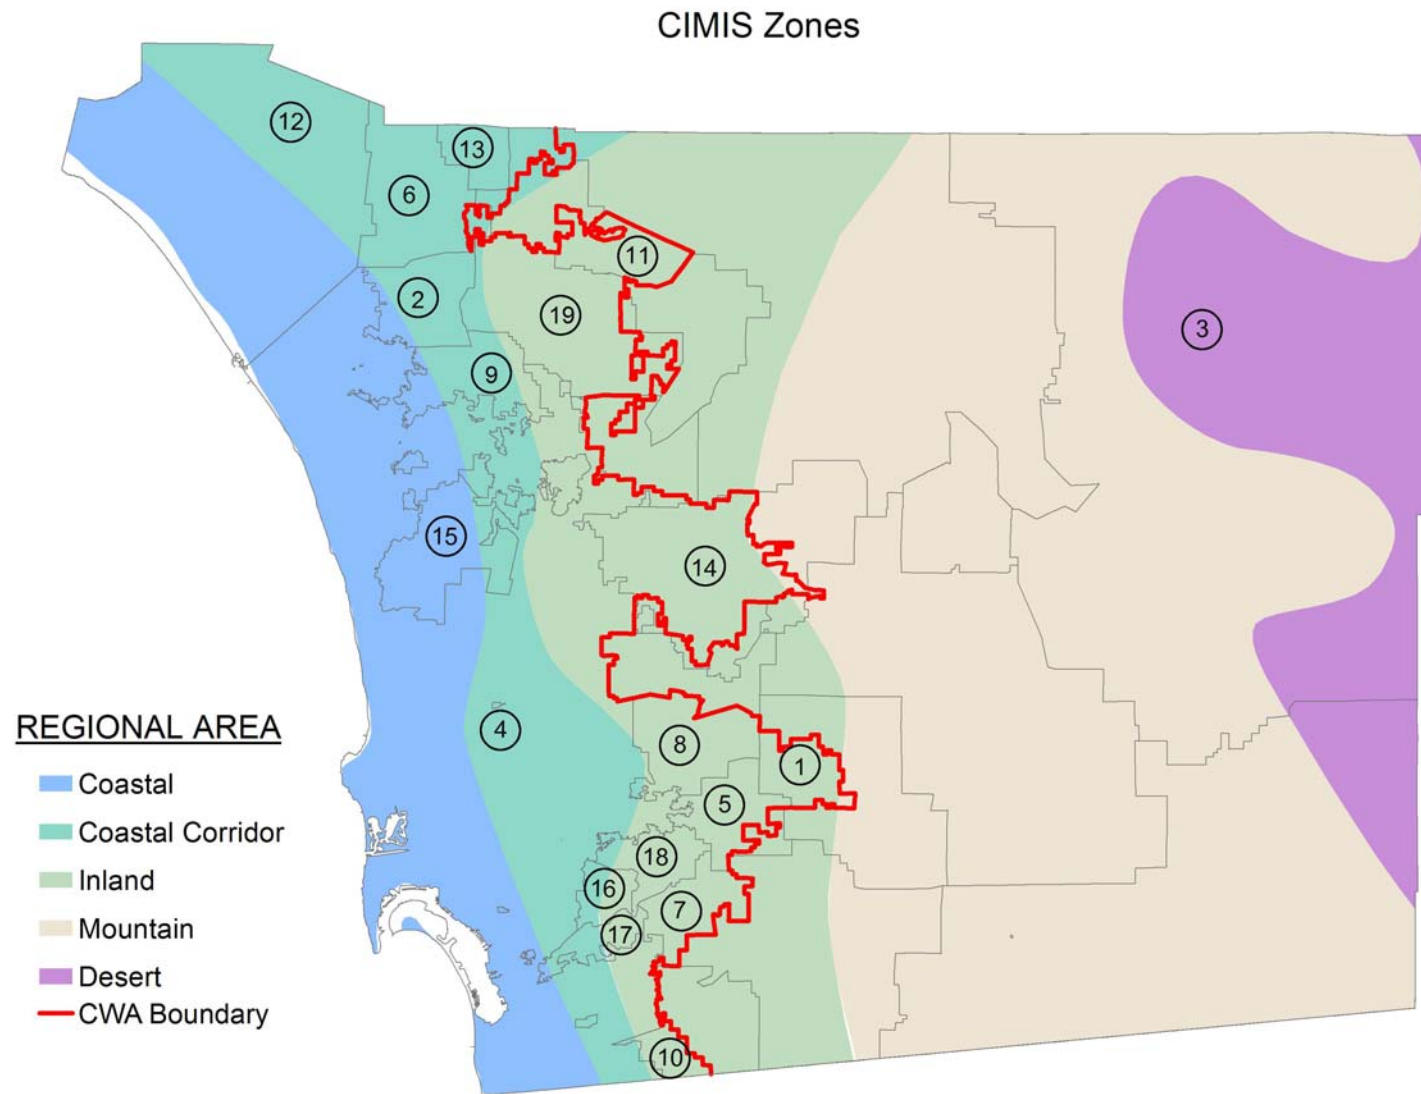 CIMIS Zones
12
13
6
11
2
19
3
9
15
14
4
8
1
5
18
16
7
17
10
REGIONAL AREA
Coastal
Coastal Corridor
Inland
Mountain
Desert
CWA Boundary